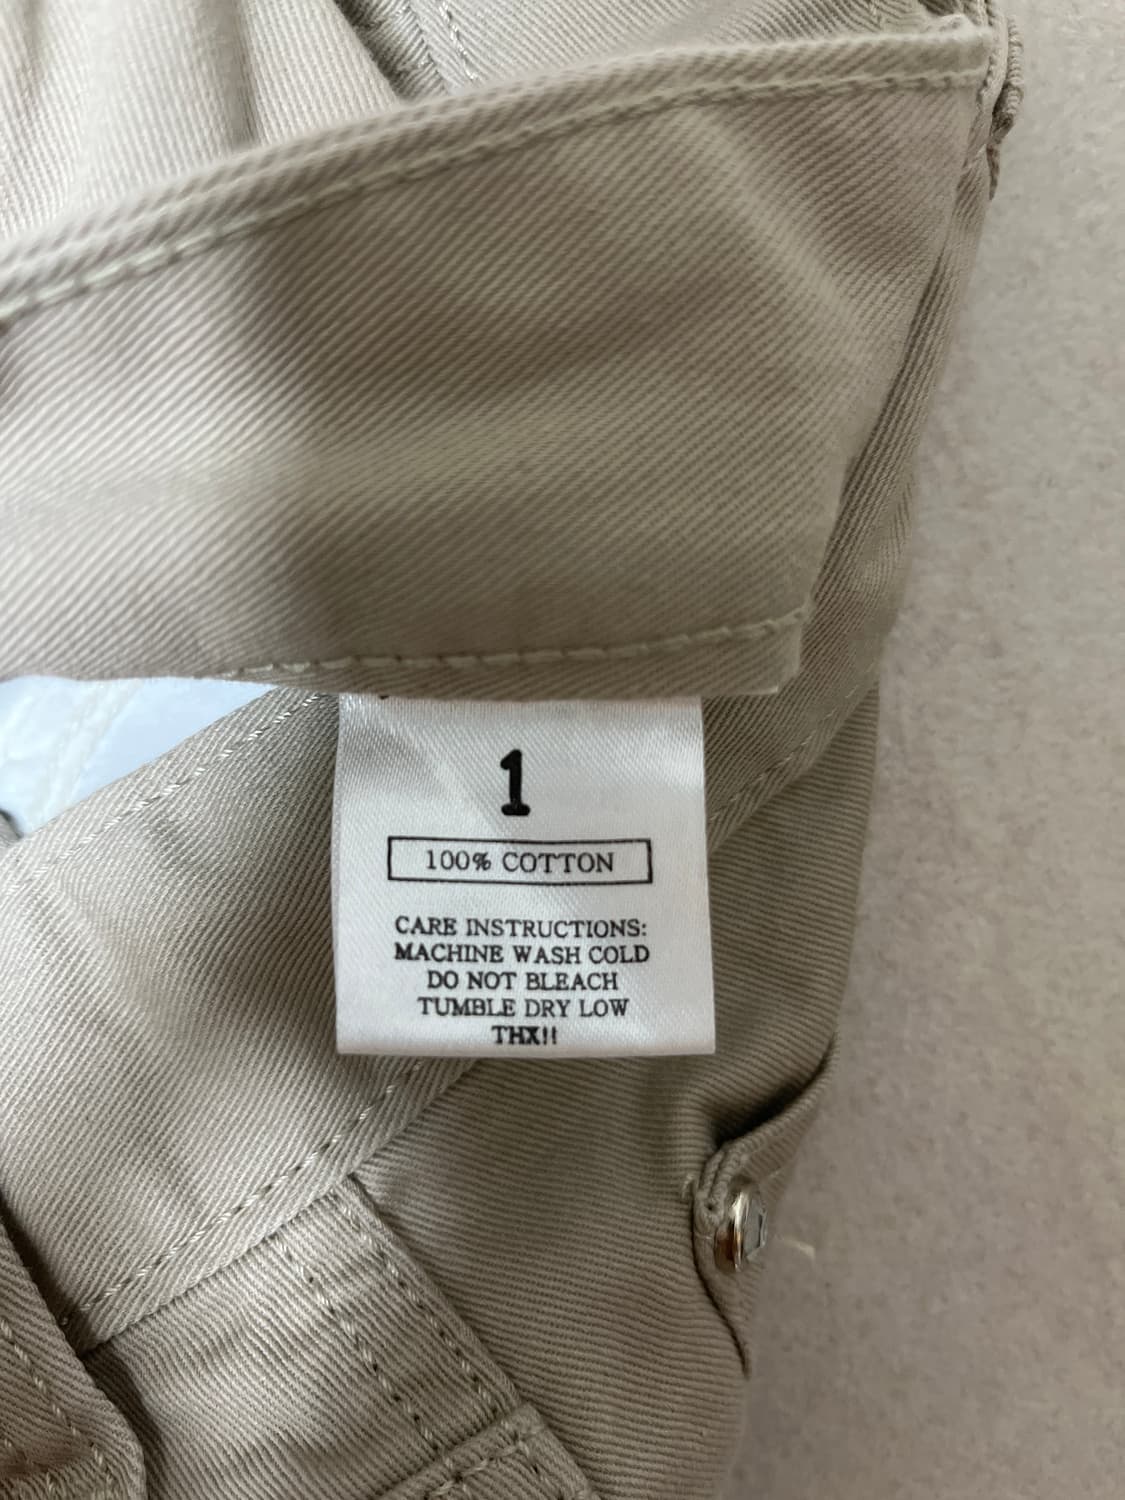 1
100% COTTON
CARE INSTRUCTIONS:
MACHINE WASH COLD
DO NOT BLEACH
TUMBLE DRY LOW
THX!!